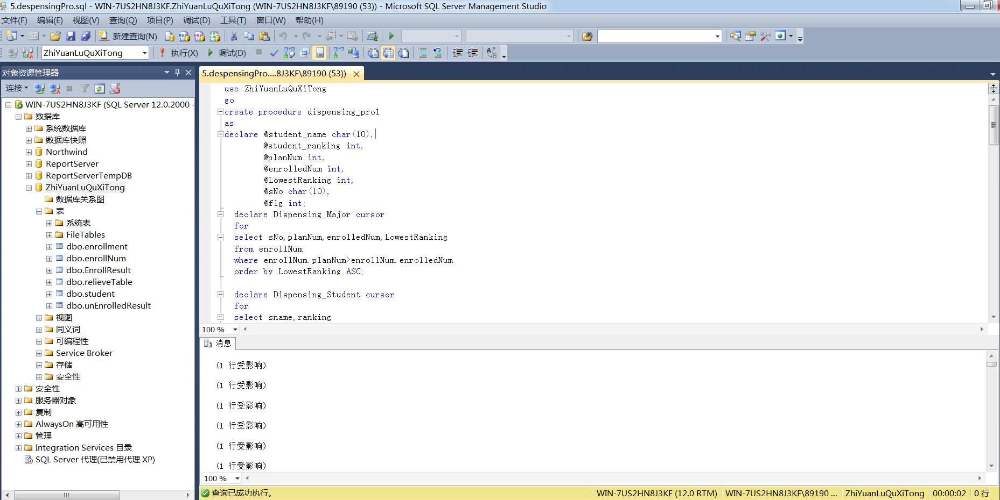 5.despensingPro.sql - WIN-7US2HN8J3KF.ZhiYuanLuQuXiTong (WIN-7US2HN8J3KF\89190 (53)) - Microsoft SQL Server Management Studio
文件(F) 编辑(E) 视图(V) 查询(Q) 项目(P) 调试(D) 工具(T) 窗口(W) 帮助(H)
新建查询(N)
ZhiYuanLuQuXiTong 执行(X) 调试(D)
对象资源管理器
连接
WIN-7US2HN8J3KF (SQL Server 12.0.2000 -
数据库
系统数据库
数据库快照
Northwind
ReportServer
ReportServerTempDB
ZhiYuanLuQuXiTong
数据库关系图
表
系统表
FileTables
dbo.enrollment
dbo.enrollNum
dbo.EnrollResult
dbo.relieveTable
dbo.student
dbo.unEnrolledResult
视图
同义词
可编程性
Service Broker
存储
安全性
安全性
服务器对象
复制
AlwaysOn 高可用性
管理
Integration Services 目录
SQL Server 代理(已禁用代理 XP)
5.despensingPro....8J3KF\89190 (53))
use ZhiYuanLuQuXiTong
go
create procedure dispensing_pro1
as
declare @student_name char(10),
@student_ranking int,
@planNum int,
@enrolledNum int,
@LowestRanking int,
@sNo char(10),
@flg int;
declare Dispensing_Major cursor
for
select sNo,planNum,enrolledNum,LowestRanking
from enrollNum
where enrollNum.planNum>enrollNum.enrolledNum
order by LowestRanking ASC;
declare Dispensing_Student cursor
for
select sname,ranking
100 %
消息
(1 行受影响)
(1 行受影响)
(1 行受影响)
(1 行受影响)
(1 行受影响)
(1 行受影响)
100 %
查询已成功执行。 WIN-7US2HN8J3KF (12.0 RTM) WIN-7US2HN8J3KF\89190 ... ZhiYuanLuQuXiTong 00:00:02 0 行